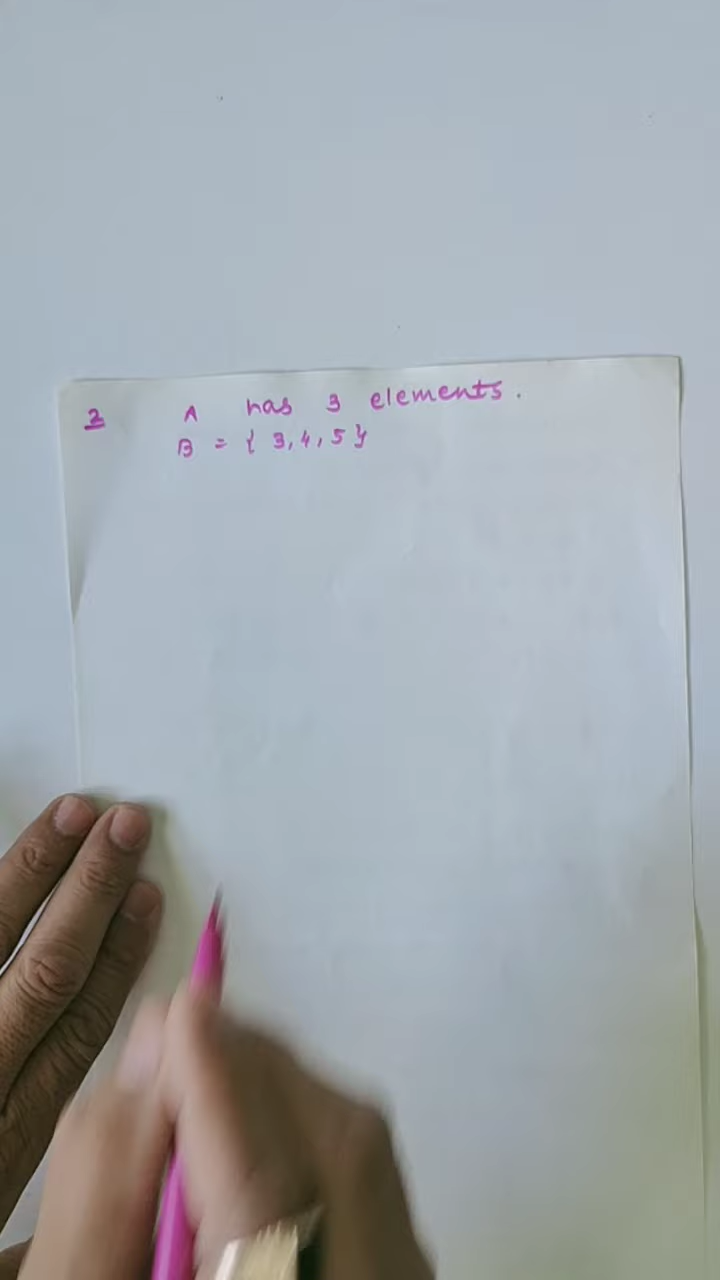 2 A has 3 elements.
B = { 3, 4, 5 }